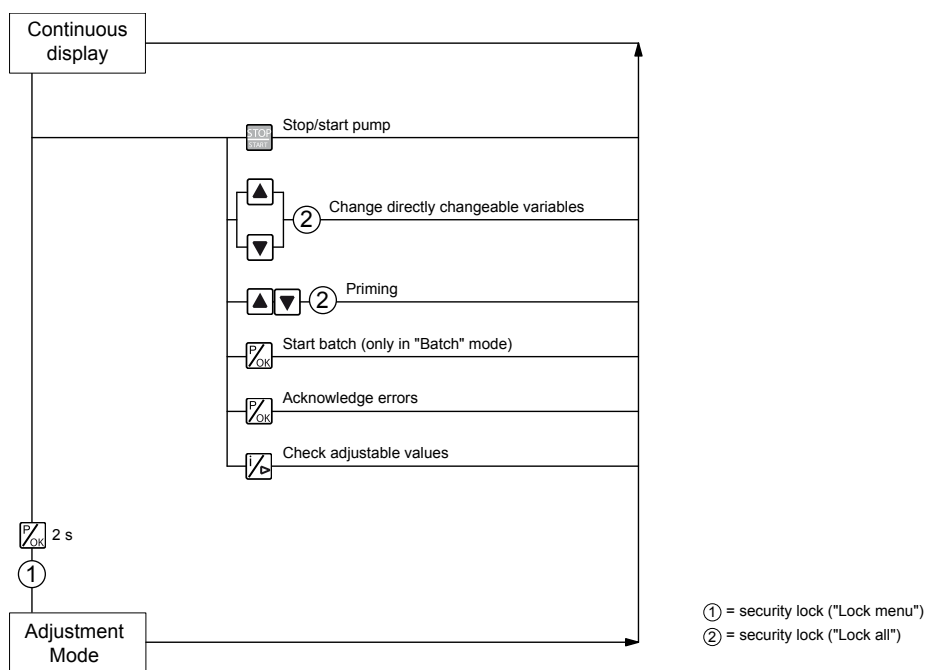 Continuous
display
STOP
START
Stop/start pump
2
Change directly changeable variables
2
Priming
P/OK
Start batch (only in "Batch" mode)
P/OK
Acknowledge errors
i/
Check adjustable values
P/OK 2 s
1
Adjustment
Mode
1 = security lock ("Lock menu")
2 = security lock ("Lock all")